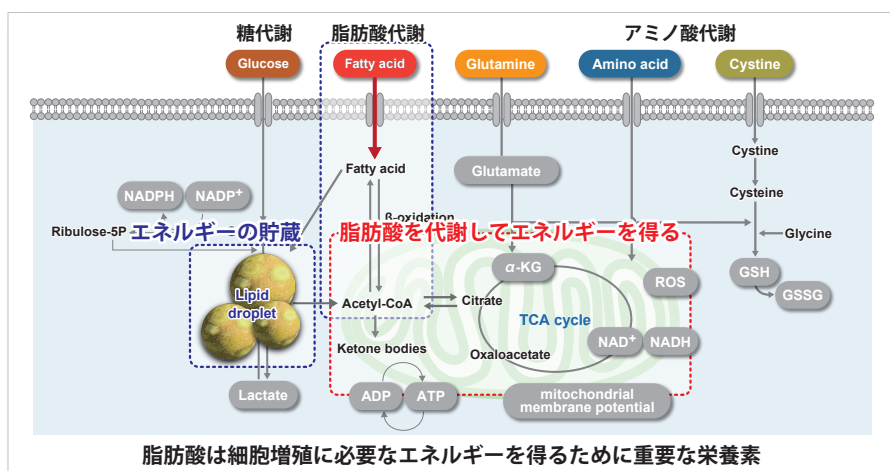 糖代謝
脂肪酸代謝
アミノ酸代謝
Glucose
Fatty acid
Glutamine
Amino acid
Cystine
Fatty acid
Glutamate
Cystine
Cysteine
NADPH
NADP+
Ribulose-5P
エネルギーの貯蔵
β-oxidation
脂肪酸を代謝してエネルギーを得る
Glycine
α-KG
ROS
GSH
GSSG
Lipid
droplet
Acetyl-CoA
Citrate
TCA cycle
Ketone bodies
Oxaloacetate
NAD+
NADH
Lactate
ADP
ATP
mitochondrial
membrane potential
脂肪酸は細胞増殖に必要なエネルギーを得るために重要な栄養素